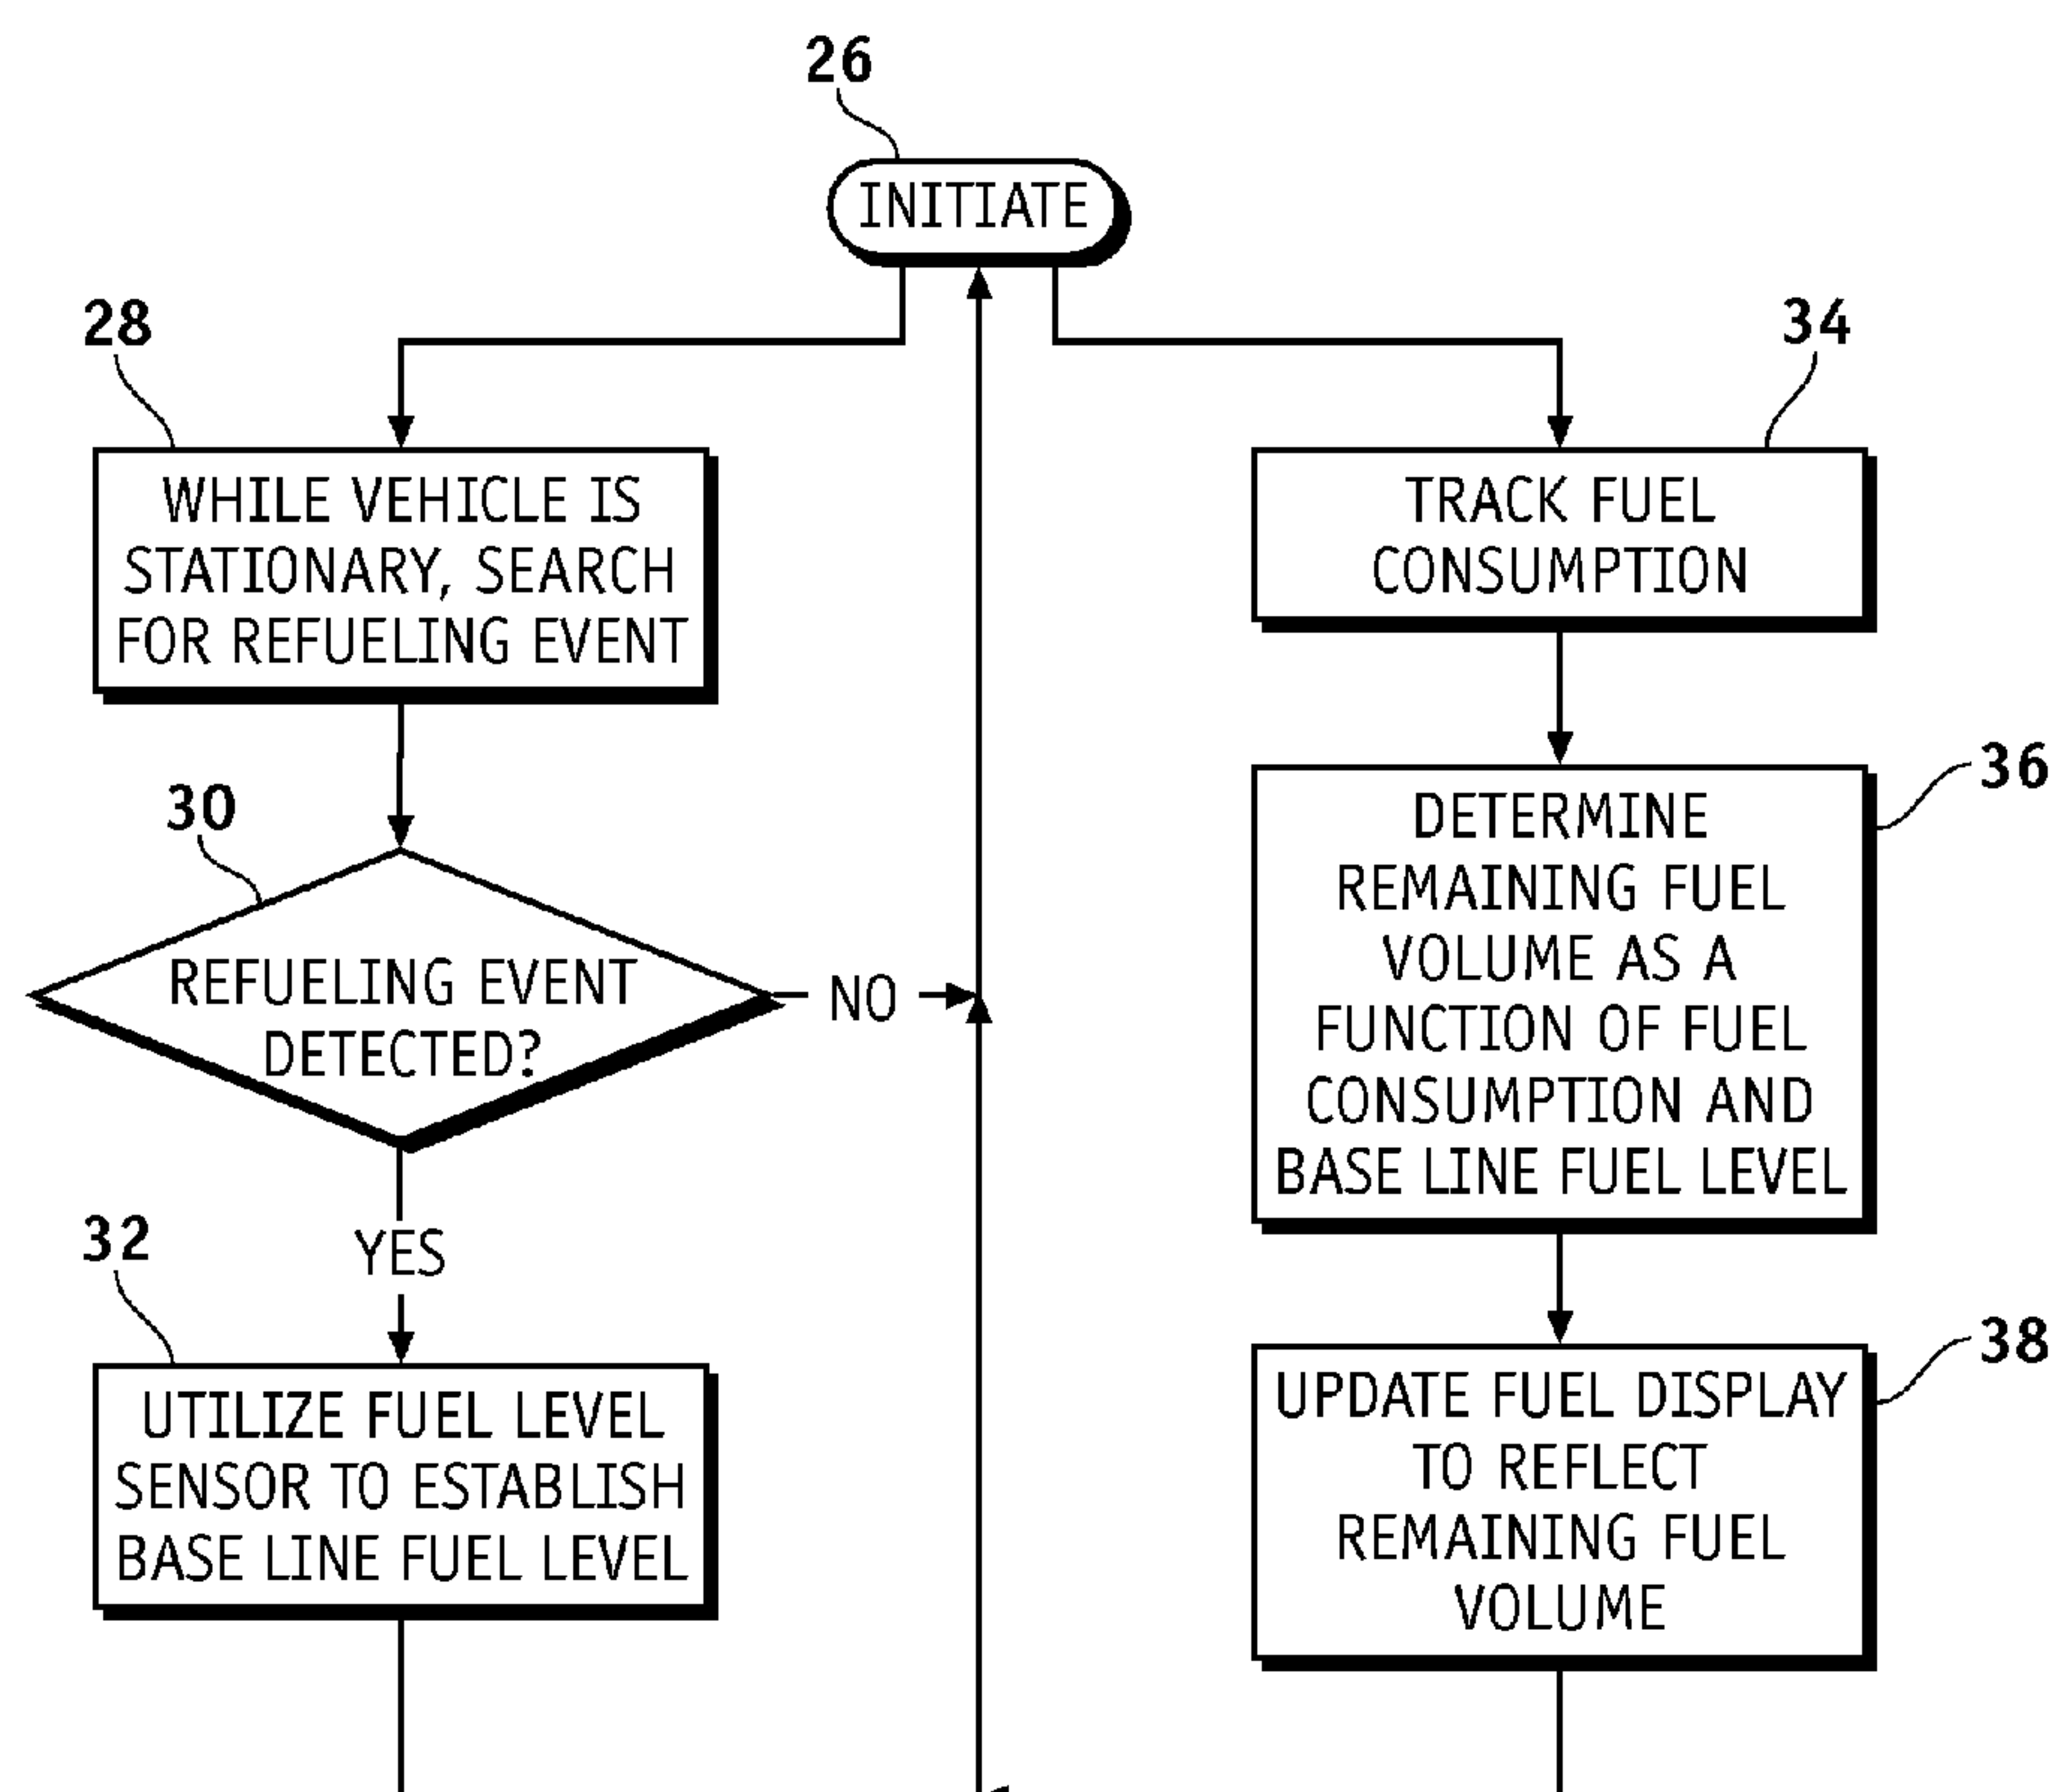 26
INITIATE
28
WHILE VEHICLE IS
STATIONARY, SEARCH
FOR REFUELING EVENT
30
REFUELING EVENT
DETECTED?
NO
YES
32
UTILIZE FUEL LEVEL
SENSOR TO ESTABLISH
BASE LINE FUEL LEVEL
34
TRACK FUEL
CONSUMPTION
36
DETERMINE
REMAINING FUEL
VOLUME AS A
FUNCTION OF FUEL
CONSUMPTION AND
BASE LINE FUEL LEVEL
38
UPDATE FUEL DISPLAY
TO REFLECT
REMAINING FUEL
VOLUME